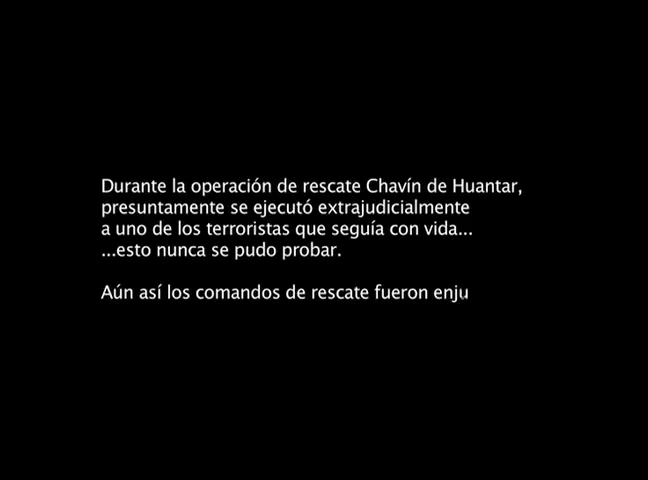 Durante la operación de rescate Chavín de Huantar,
presuntamente se ejecutó extrajudicialmente
a uno de los terroristas que seguía con vida...
...esto nunca se pudo probar.
Aún así los comandos de rescate fueron enju